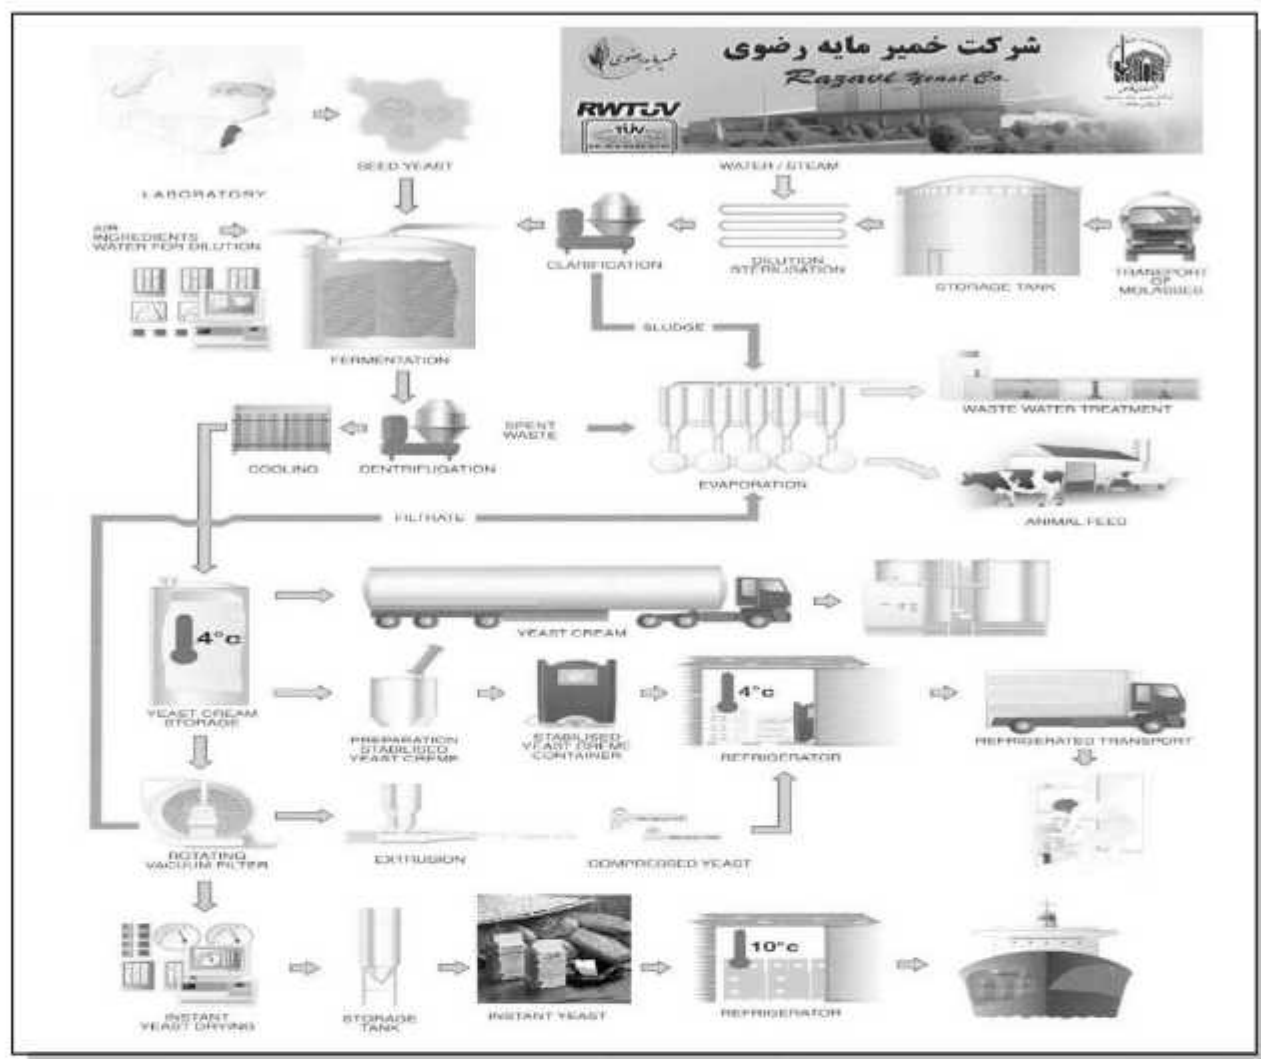 شرکت خمیر مایه رضوی
Razavi Yeast Co.
خمیرمایه رضوی
RWTÜV
TÜV
WATER / STEAM
SEED YEAST
LABORATORY
AIR
INGREDIENTS
WATER FOR DILUTION
CLARIFICATION
DILUTION
STERILISATION
STORAGE TANK
TRANSPORT
OF
MOLASSES
SLUDGE
FERMENTATION
WASTE WATER TREATMENT
SPENT
WASTE
COOLING
CENTRIFUGATION
EVAPORATION
FILTRATE
ANIMAL FEED
4°c
YEAST CREAM
4°c
YEAST CREAM
STORAGE
PREPARATION
STABILISED
YEAST CREME
STABILISED
YEAST CREME
CONTAINER
REFRIGERATOR
REFRIGERATED TRANSPORT
ROTATING
VACUUM FILTER
EXTRUSION
COMPRESSED YEAST
10°c
INSTANT
YEAST DRYING
STORAGE
TANK
INSTANT YEAST
REFRIGERATOR